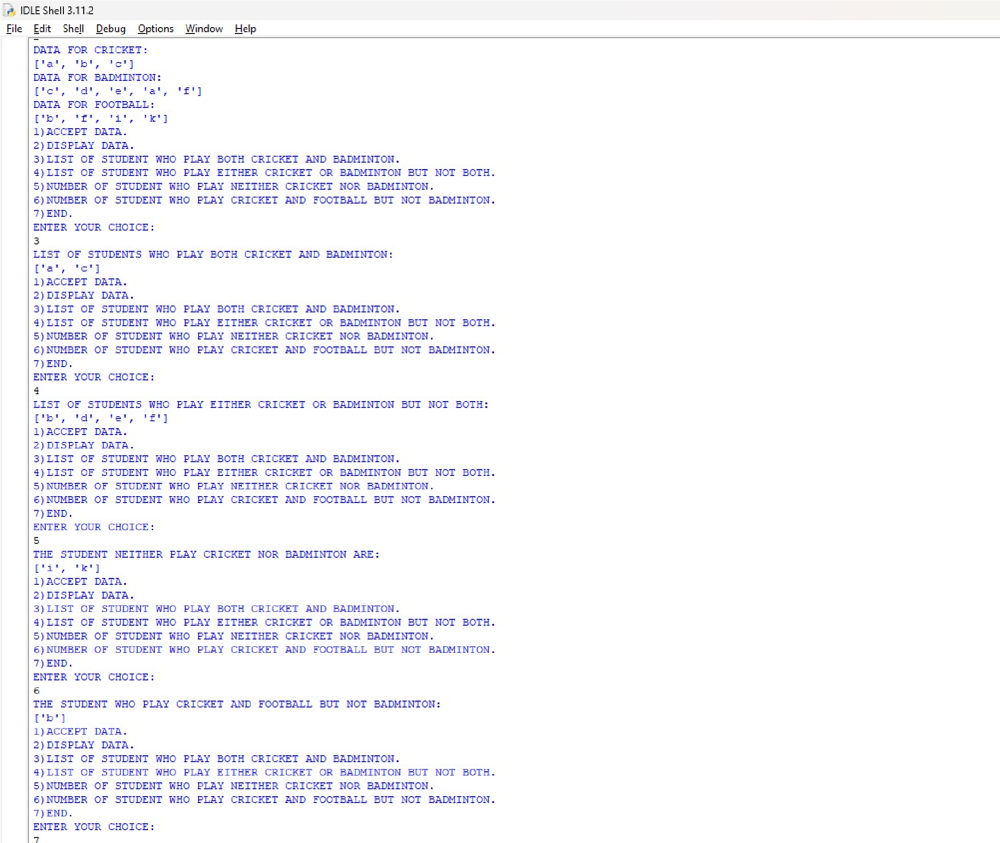 IDLE Shell 3.11.2
File Edit Shell Debug Options Window Help
DATA FOR CRICKET:
['a', 'b', 'c']
DATA FOR BADMINTON:
['c', 'd', 'e', 'a', 'f']
DATA FOR FOOTBALL:
['b', 'f', 'i', 'k']
1)ACCEPT DATA.
2)DISPLAY DATA.
3)LIST OF STUDENT WHO PLAY BOTH CRICKET AND BADMINTON.
4)LIST OF STUDENT WHO PLAY EITHER CRICKET OR BADMINTON BUT NOT BOTH.
5)NUMBER OF STUDENT WHO PLAY NEITHER CRICKET NOR BADMINTON.
6)NUMBER OF STUDENT WHO PLAY CRICKET AND FOOTBALL BUT NOT BADMINTON.
7)END.
ENTER YOUR CHOICE:
3
LIST OF STUDENTS WHO PLAY BOTH CRICKET AND BADMINTON:
['a', 'c']
1)ACCEPT DATA.
2)DISPLAY DATA.
3)LIST OF STUDENT WHO PLAY BOTH CRICKET AND BADMINTON.
4)LIST OF STUDENT WHO PLAY EITHER CRICKET OR BADMINTON BUT NOT BOTH.
5)NUMBER OF STUDENT WHO PLAY NEITHER CRICKET NOR BADMINTON.
6)NUMBER OF STUDENT WHO PLAY CRICKET AND FOOTBALL BUT NOT BADMINTON.
7)END.
ENTER YOUR CHOICE:
4
LIST OF STUDENTS WHO PLAY EITHER CRICKET OR BADMINTON BUT NOT BOTH:
['b', 'd', 'e', 'f']
1)ACCEPT DATA.
2)DISPLAY DATA.
3)LIST OF STUDENT WHO PLAY BOTH CRICKET AND BADMINTON.
4)LIST OF STUDENT WHO PLAY EITHER CRICKET OR BADMINTON BUT NOT BOTH.
5)NUMBER OF STUDENT WHO PLAY NEITHER CRICKET NOR BADMINTON.
6)NUMBER OF STUDENT WHO PLAY CRICKET AND FOOTBALL BUT NOT BADMINTON.
7)END.
ENTER YOUR CHOICE:
5
THE STUDENT NEITHER PLAY CRICKET NOR BADMINTON ARE:
['i', 'k']
1)ACCEPT DATA.
2)DISPLAY DATA.
3)LIST OF STUDENT WHO PLAY BOTH CRICKET AND BADMINTON.
4)LIST OF STUDENT WHO PLAY EITHER CRICKET OR BADMINTON BUT NOT BOTH.
5)NUMBER OF STUDENT WHO PLAY NEITHER CRICKET NOR BADMINTON.
6)NUMBER OF STUDENT WHO PLAY CRICKET AND FOOTBALL BUT NOT BADMINTON.
7)END.
ENTER YOUR CHOICE:
6
THE STUDENT WHO PLAY CRICKET AND FOOTBALL BUT NOT BADMINTON:
['b']
1)ACCEPT DATA.
2)DISPLAY DATA.
3)LIST OF STUDENT WHO PLAY BOTH CRICKET AND BADMINTON.
4)LIST OF STUDENT WHO PLAY EITHER CRICKET OR BADMINTON BUT NOT BOTH.
5)NUMBER OF STUDENT WHO PLAY NEITHER CRICKET NOR BADMINTON.
6)NUMBER OF STUDENT WHO PLAY CRICKET AND FOOTBALL BUT NOT BADMINTON.
7)END.
ENTER YOUR CHOICE:
7